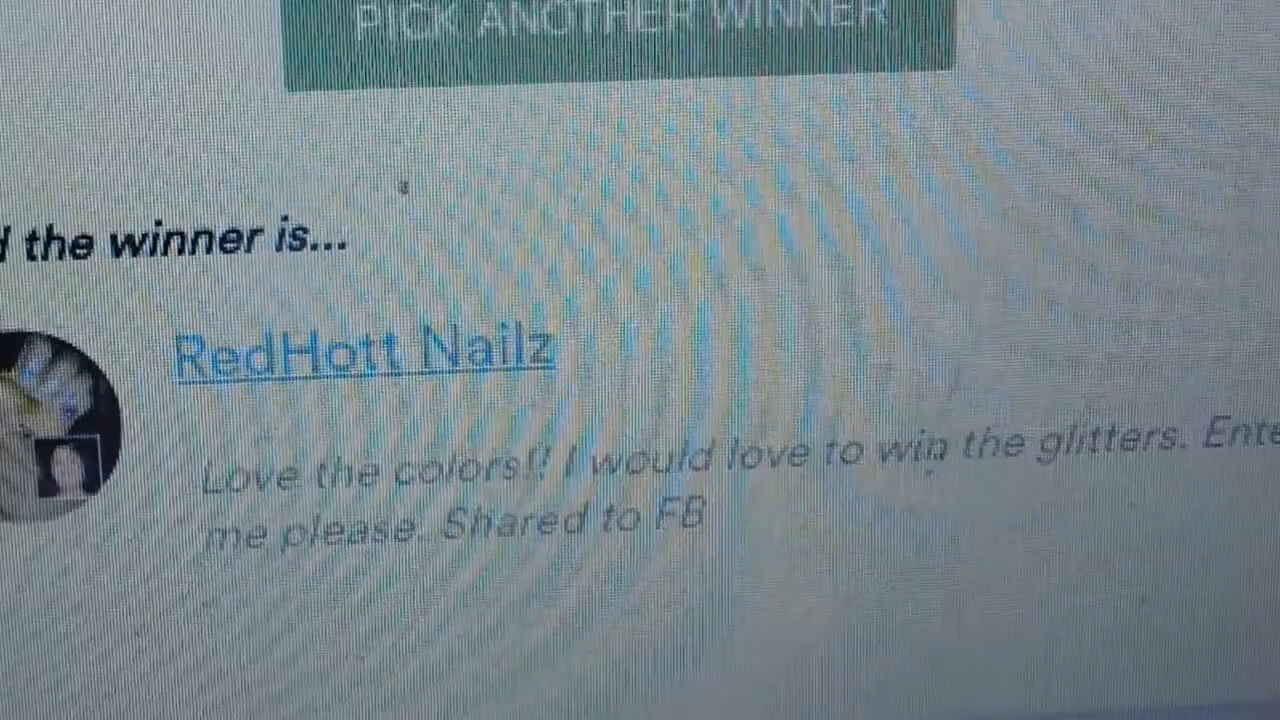 PICK ANOTHER WINNER
the winner is...
RedHott Nailz
Love the colors!! I would love to win the glitters. Ente
me please. Shared to FB